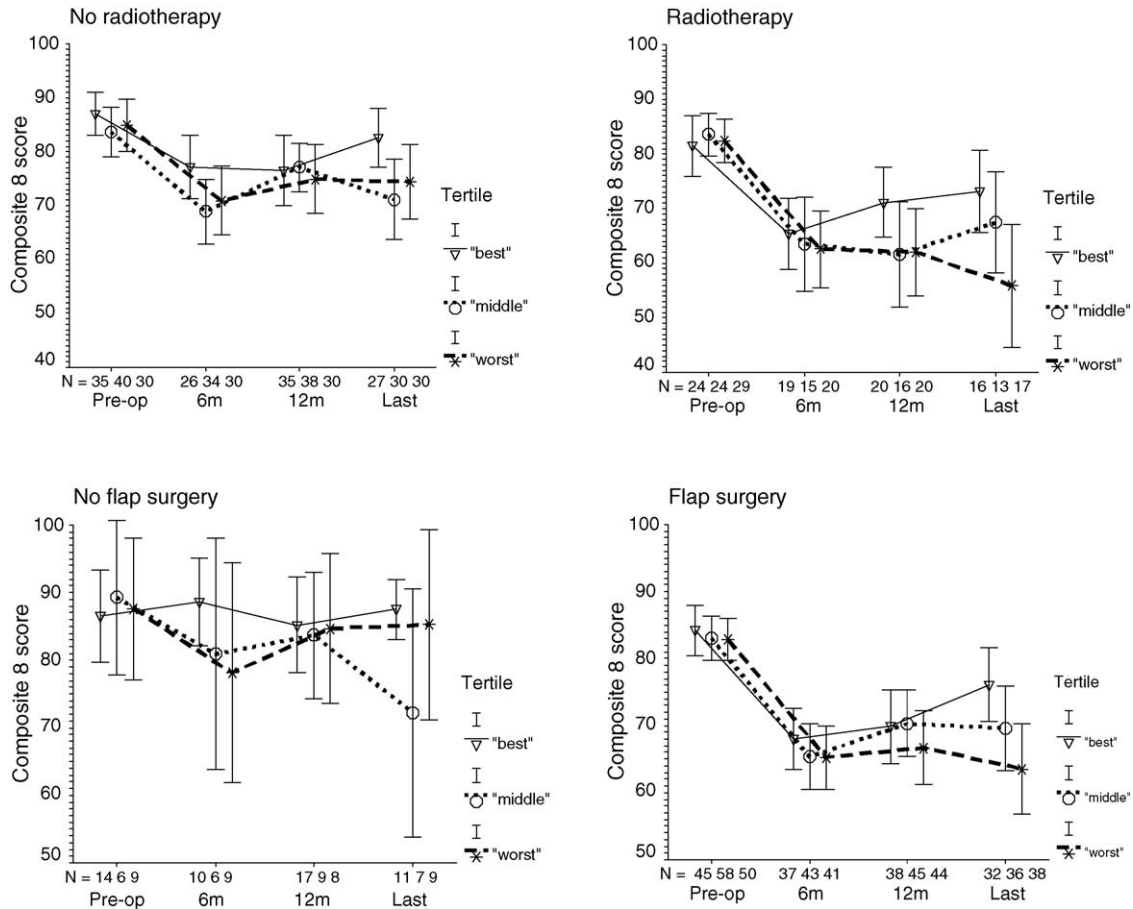 No radiotherapy
Composite 8 score
100
90
80
70
60
50
40
N = 35 40 30 26 34 30 35 38 30 27 30 30
Pre-op 6m 12m Last
Tertile
"best"
"middle"
"worst"
Radiotherapy
Composite 8 score
100
90
80
70
60
50
40
N = 24 24 29 19 15 20 20 16 20 16 13 17
Pre-op 6m 12m Last
Tertile
"best"
"middle"
"worst"
No flap surgery
Composite 8 score
100
90
80
70
60
50
N = 14 6 9 10 6 9 17 9 8 11 7 9
Pre-op 6m 12m Last
Tertile
"best"
"middle"
"worst"
Flap surgery
Composite 8 score
100
90
80
70
60
50
N = 45 58 50 37 43 41 38 45 44 32 36 38
Pre-op 6m 12m Last
Tertile
"best"
"middle"
"worst"